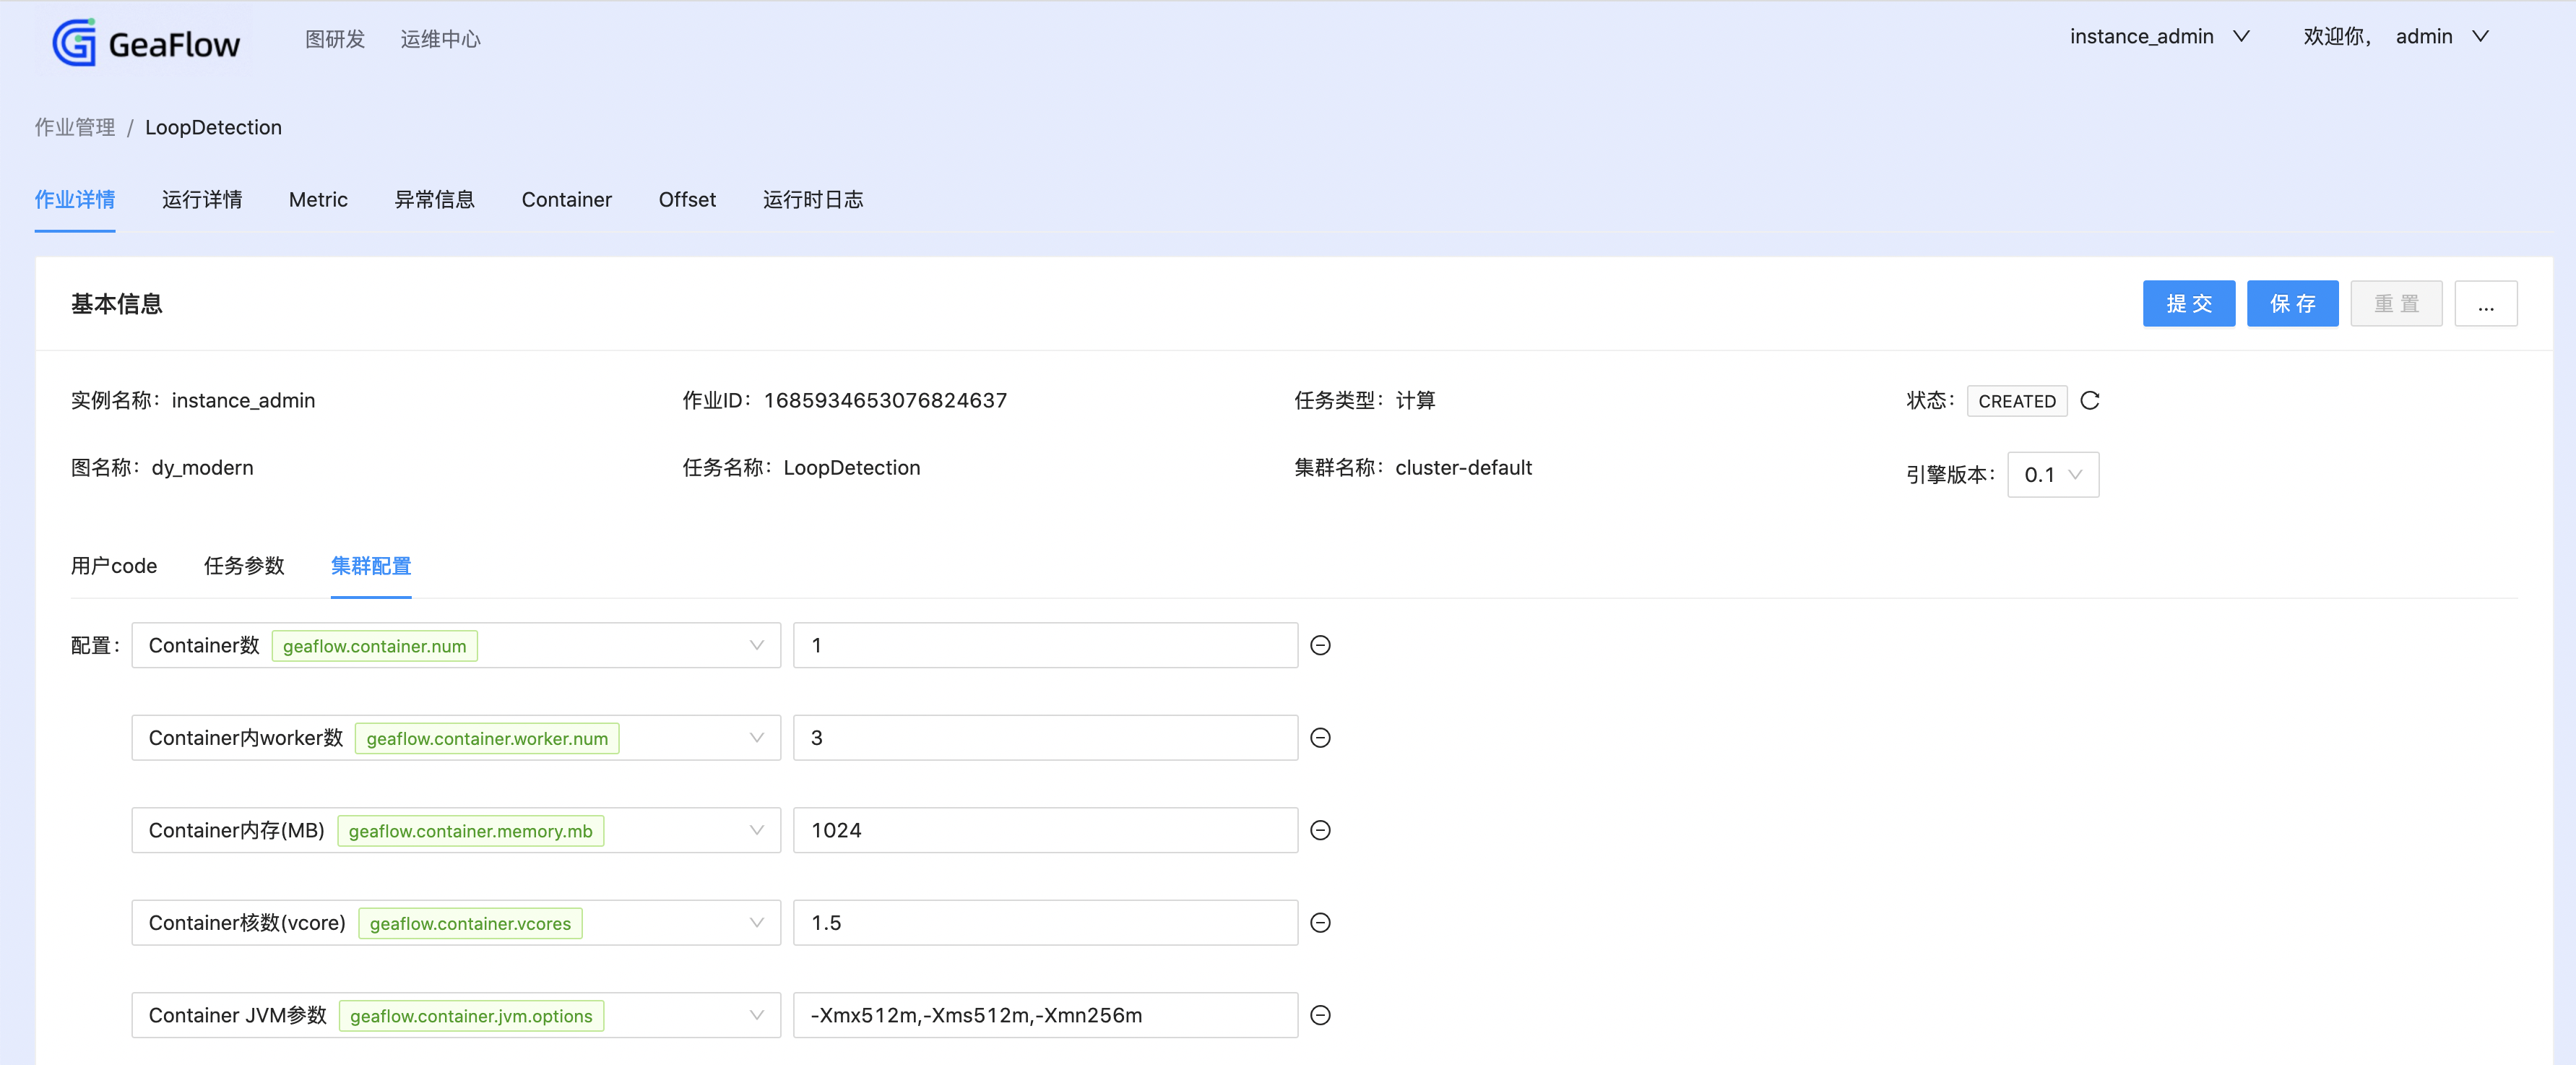 GeaFlow 图研发 运维中心 instance_admin 欢迎你， admin
作业管理 / LoopDetection
作业详情 运行详情 Metric 异常信息 Container Offset 运行时日志
基本信息 提 交 保 存 重 置 ...
实例名称：instance_admin 作业ID：1685934653076824637 任务类型：计算 状态：CREATED
图名称：dy_modern 任务名称：LoopDetection 集群名称：cluster-default 引擎版本：0.1
用户code 任务参数 集群配置
配置：Container数 geaflow.container.num 1
Container内worker数 geaflow.container.worker.num 3
Container内存(MB) geaflow.container.memory.mb 1024
Container核数(vcore) geaflow.container.vcores 1.5
Container JVM参数 geaflow.container.jvm.options -Xmx512m,-Xms512m,-Xmn256m